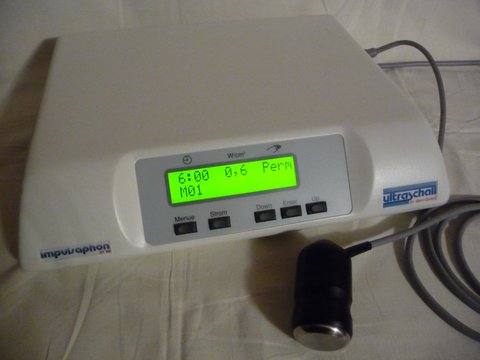 W/cm²
6:00 0,6 Perm
M01
Menue Strom Down Enter Up
impulsaphon
ultraschall